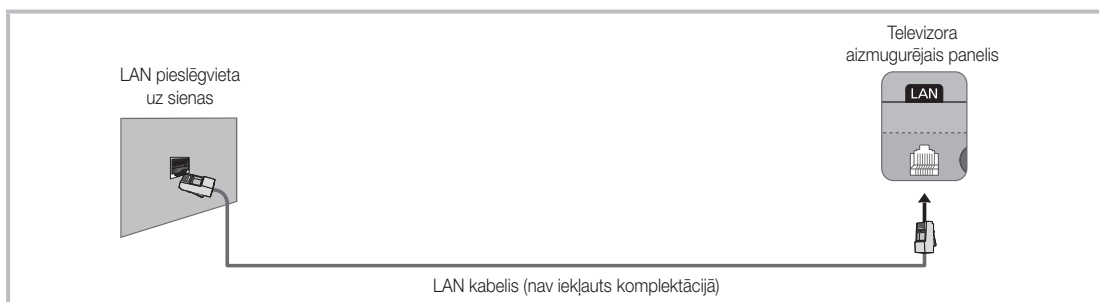 LAN pieslēgvieta
uz sienas
Televizora
aizmugurējais panelis
LAN
LAN kabelis (nav iekļauts komplektācijā)